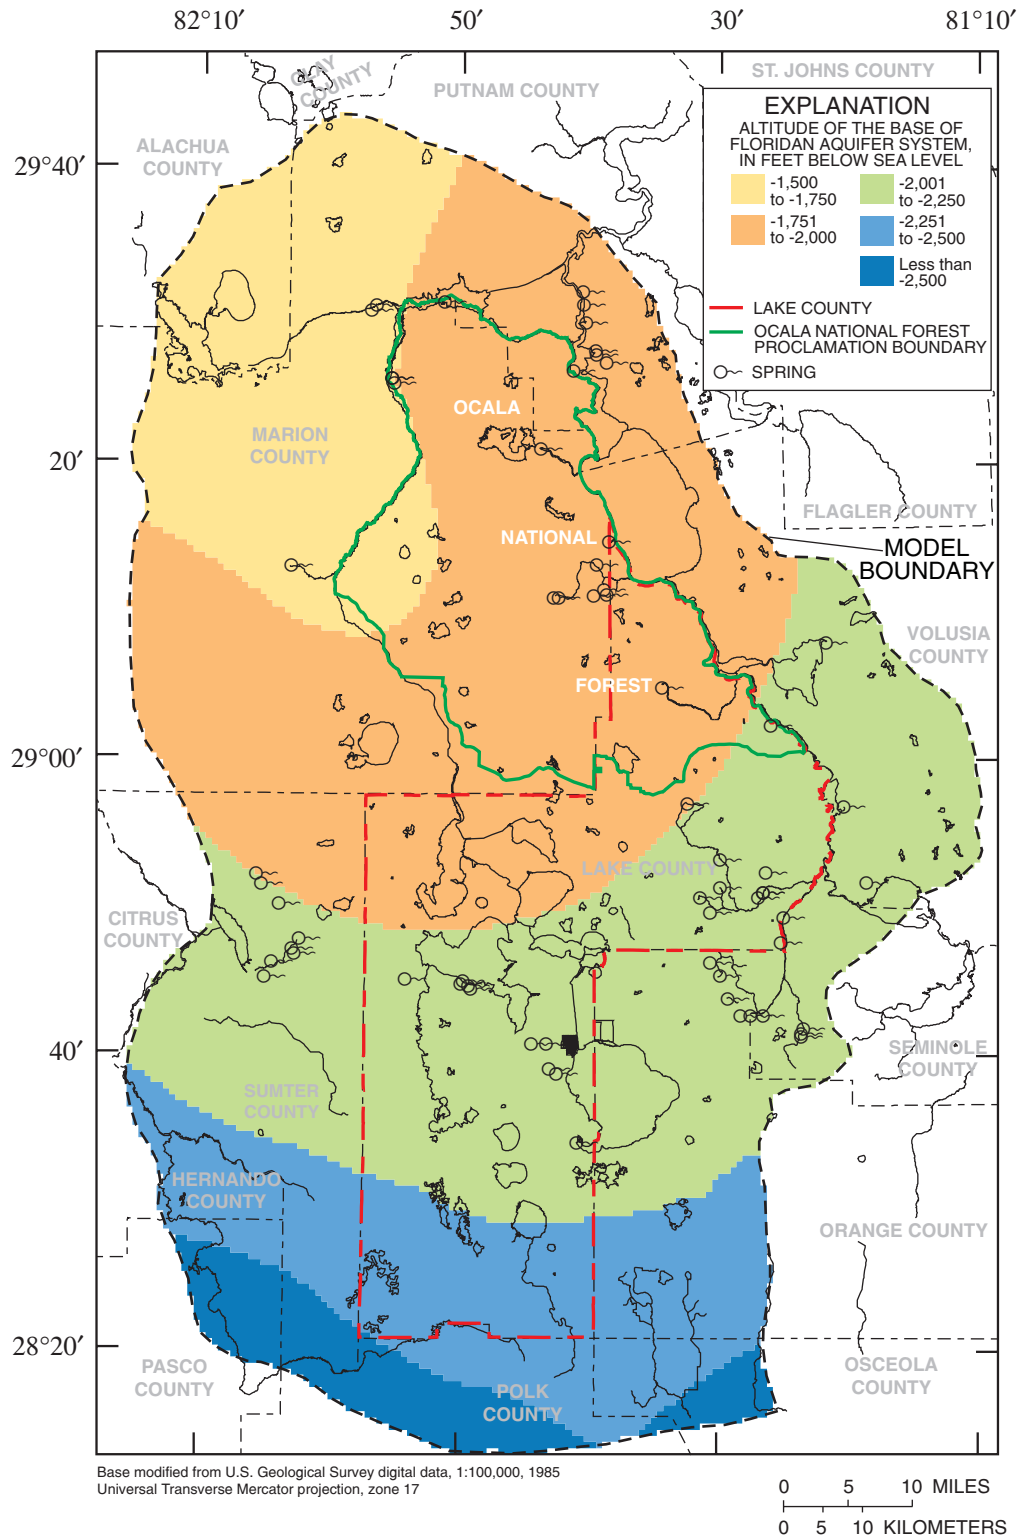 82°10′ 50′ 30′ 81°10′
CLAY
COUNTY
PUTNAM COUNTY
ST. JOHNS COUNTY
EXPLANATION
ALTITUDE OF THE BASE OF
FLORIDAN AQUIFER SYSTEM,
IN FEET BELOW SEA LEVEL
-1,500
to -1,750
-1,751
to -2,000
-2,001
to -2,250
-2,251
to -2,500
Less than
-2,500
LAKE COUNTY
OCALA NATIONAL FOREST
PROCLAMATION BOUNDARY
SPRING
ALACHUA
COUNTY
29°40′
OCALA
MARION
COUNTY
20′
FLAGLER COUNTY
NATIONAL
MODEL
BOUNDARY
VOLUSIA
COUNTY
FOREST
29°00′
LAKE COUNTY
CITRUS
COUNTY
40′
SEMINOLE
COUNTY
SUMTER
COUNTY
HERNANDO
COUNTY
ORANGE COUNTY
28°20′
PASCO
COUNTY
OSCEOLA
COUNTY
POLK
COUNTY
Base modified from U.S. Geological Survey digital data, 1:100,000, 1985
Universal Transverse Mercator projection, zone 17
0 5 10 MILES
0 5 10 KILOMETERS